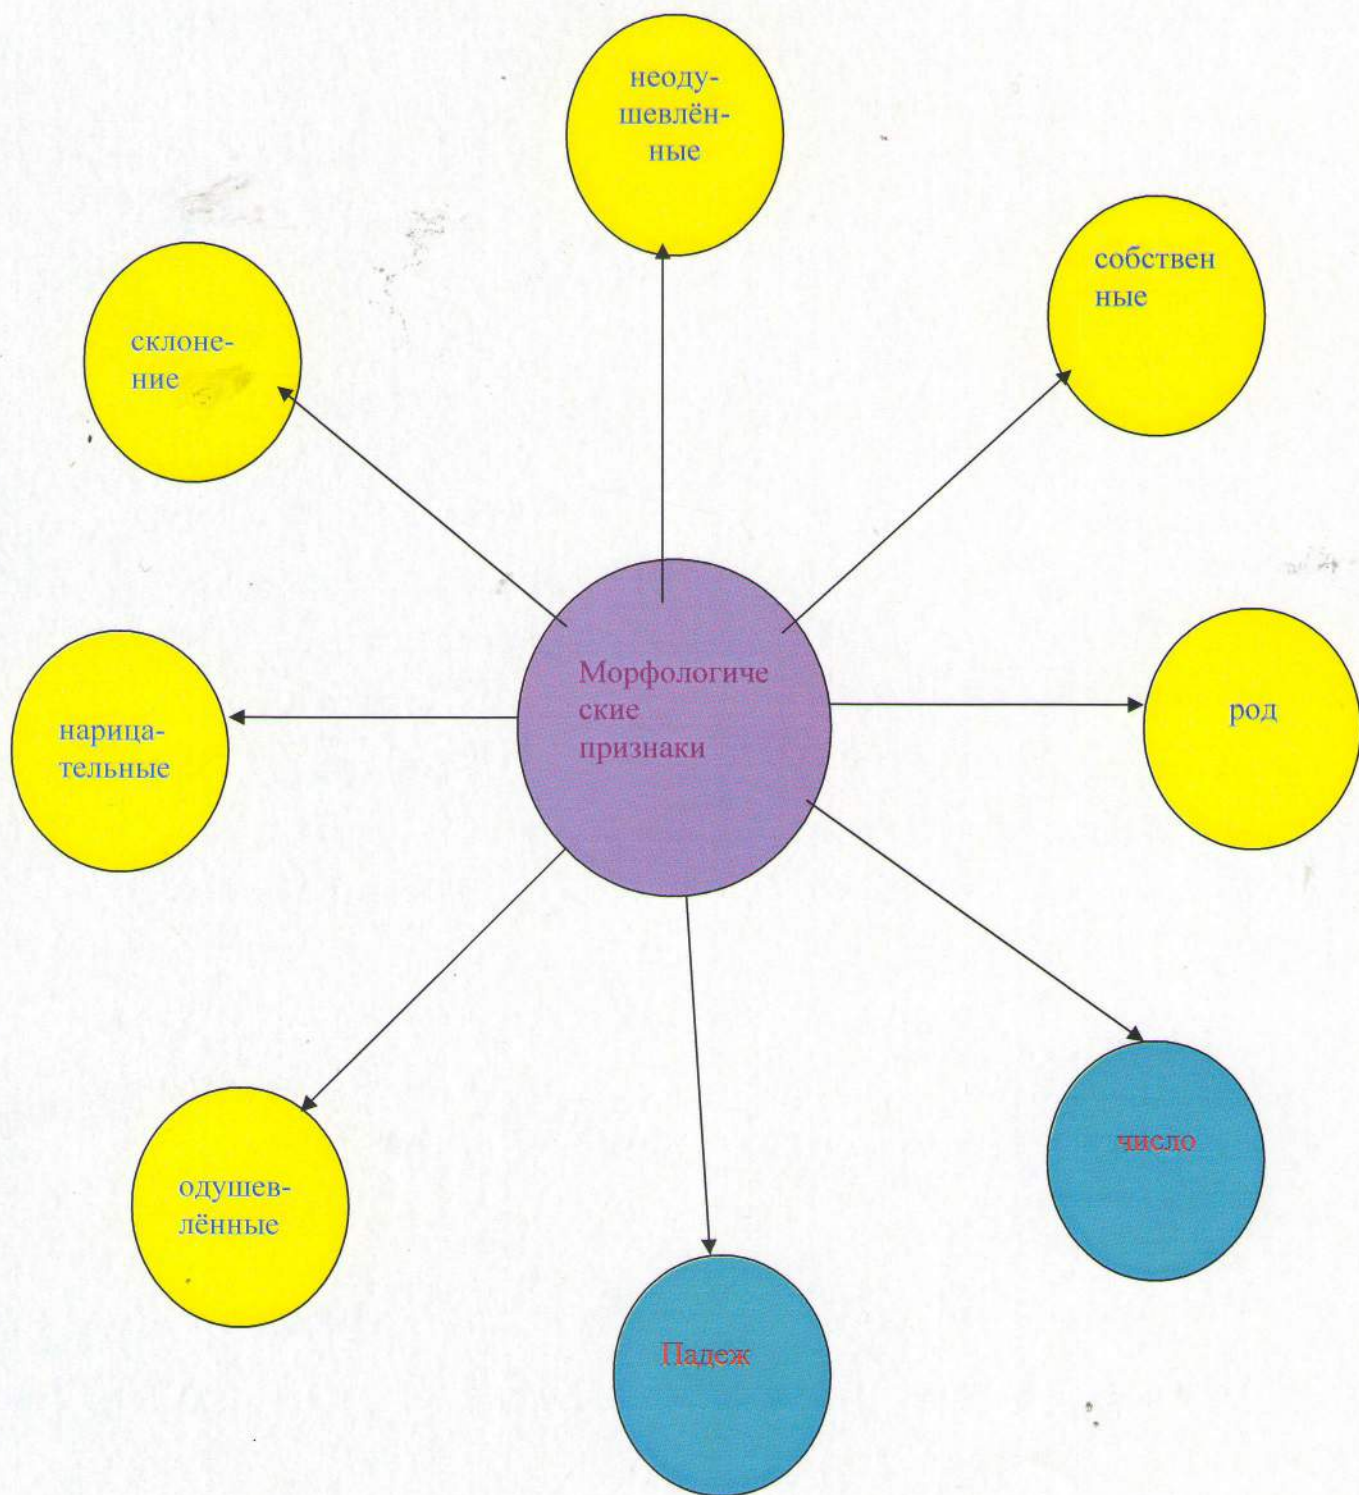 неоду-
шевлён-
ные
собствен
ные
склоне-
ние
Морфологиче
ские
признаки
род
нарица-
тельные
число
одушев-
лённые
Падеж